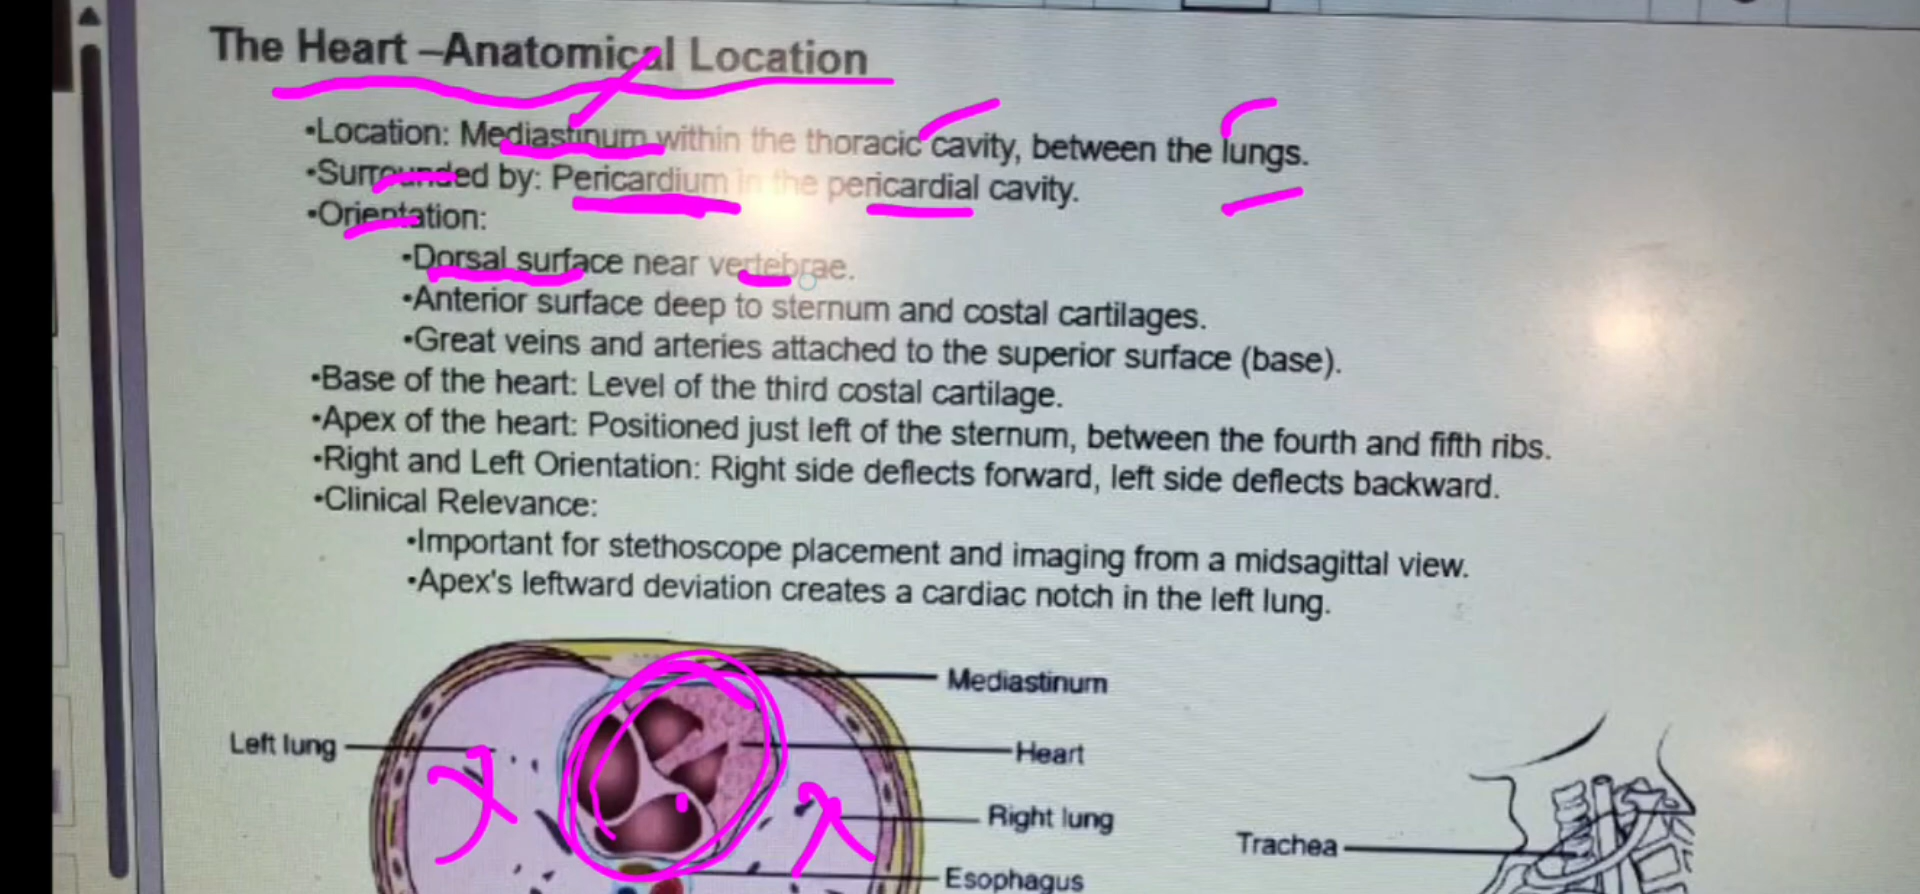 The Heart –Anatomical Location
•Location: Mediastinum within the thoracic cavity, between the lungs.
•Surrounded by: Pericardium in the pericardial cavity.
•Orientation:
•Dorsal surface near vertebrae.
•Anterior surface deep to sternum and costal cartilages.
•Great veins and arteries attached to the superior surface (base).
•Base of the heart: Level of the third costal cartilage.
•Apex of the heart: Positioned just left of the sternum, between the fourth and fifth ribs.
•Right and Left Orientation: Right side deflects forward, left side deflects backward.
•Clinical Relevance:
•Important for stethoscope placement and imaging from a midsagittal view.
•Apex's leftward deviation creates a cardiac notch in the left lung.
Mediastinum
Left lung
Heart
Right lung
Trachea
Esophagus